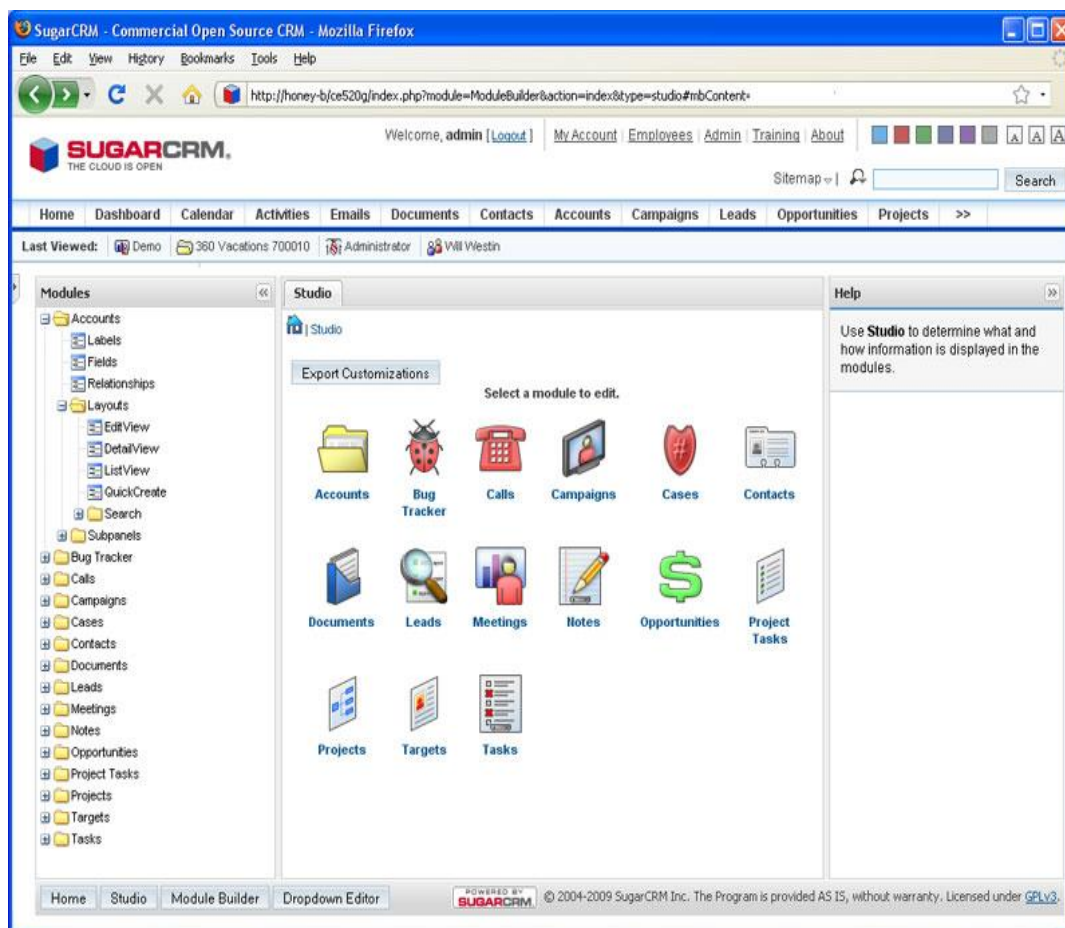 SugarCRM - Commercial Open Source CRM - Mozilla Firefox
File Edit View History Bookmarks Tools Help
http://honey-b/ce520g/index.php?module=ModuleBuilder&action=index&type=studio#mbContent=
Welcome, admin [Logout] My Account Employees Admin Training About A A A
SUGARCRM.
THE CLOUD IS OPEN
Sitemap Search
Home Dashboard Calendar Activities Emails Documents Contacts Accounts Campaigns Leads Opportunities Projects >>
Last Viewed: Demo 360 Vacations 700010 Administrator Will Westin
Modules
Accounts
Labels
Fields
Relationships
Layouts
EditView
DetailView
ListView
QuickCreate
Search
Subpanels
Bug Tracker
Calls
Campaigns
Cases
Contacts
Documents
Leads
Meetings
Notes
Opportunities
Project Tasks
Projects
Targets
Tasks
Studio
| Studio
Export Customizations
Select a module to edit.
Accounts Bug Tracker Calls Campaigns Cases Contacts
Documents Leads Meetings Notes Opportunities Project Tasks
Projects Targets Tasks
Help
Use Studio to determine what and
how information is displayed in the
modules.
Home Studio Module Builder Dropdown Editor
POWERED BY
SUGARCRM
© 2004-2009 SugarCRM Inc. The Program is provided AS IS, without warranty. Licensed under GPLv3.